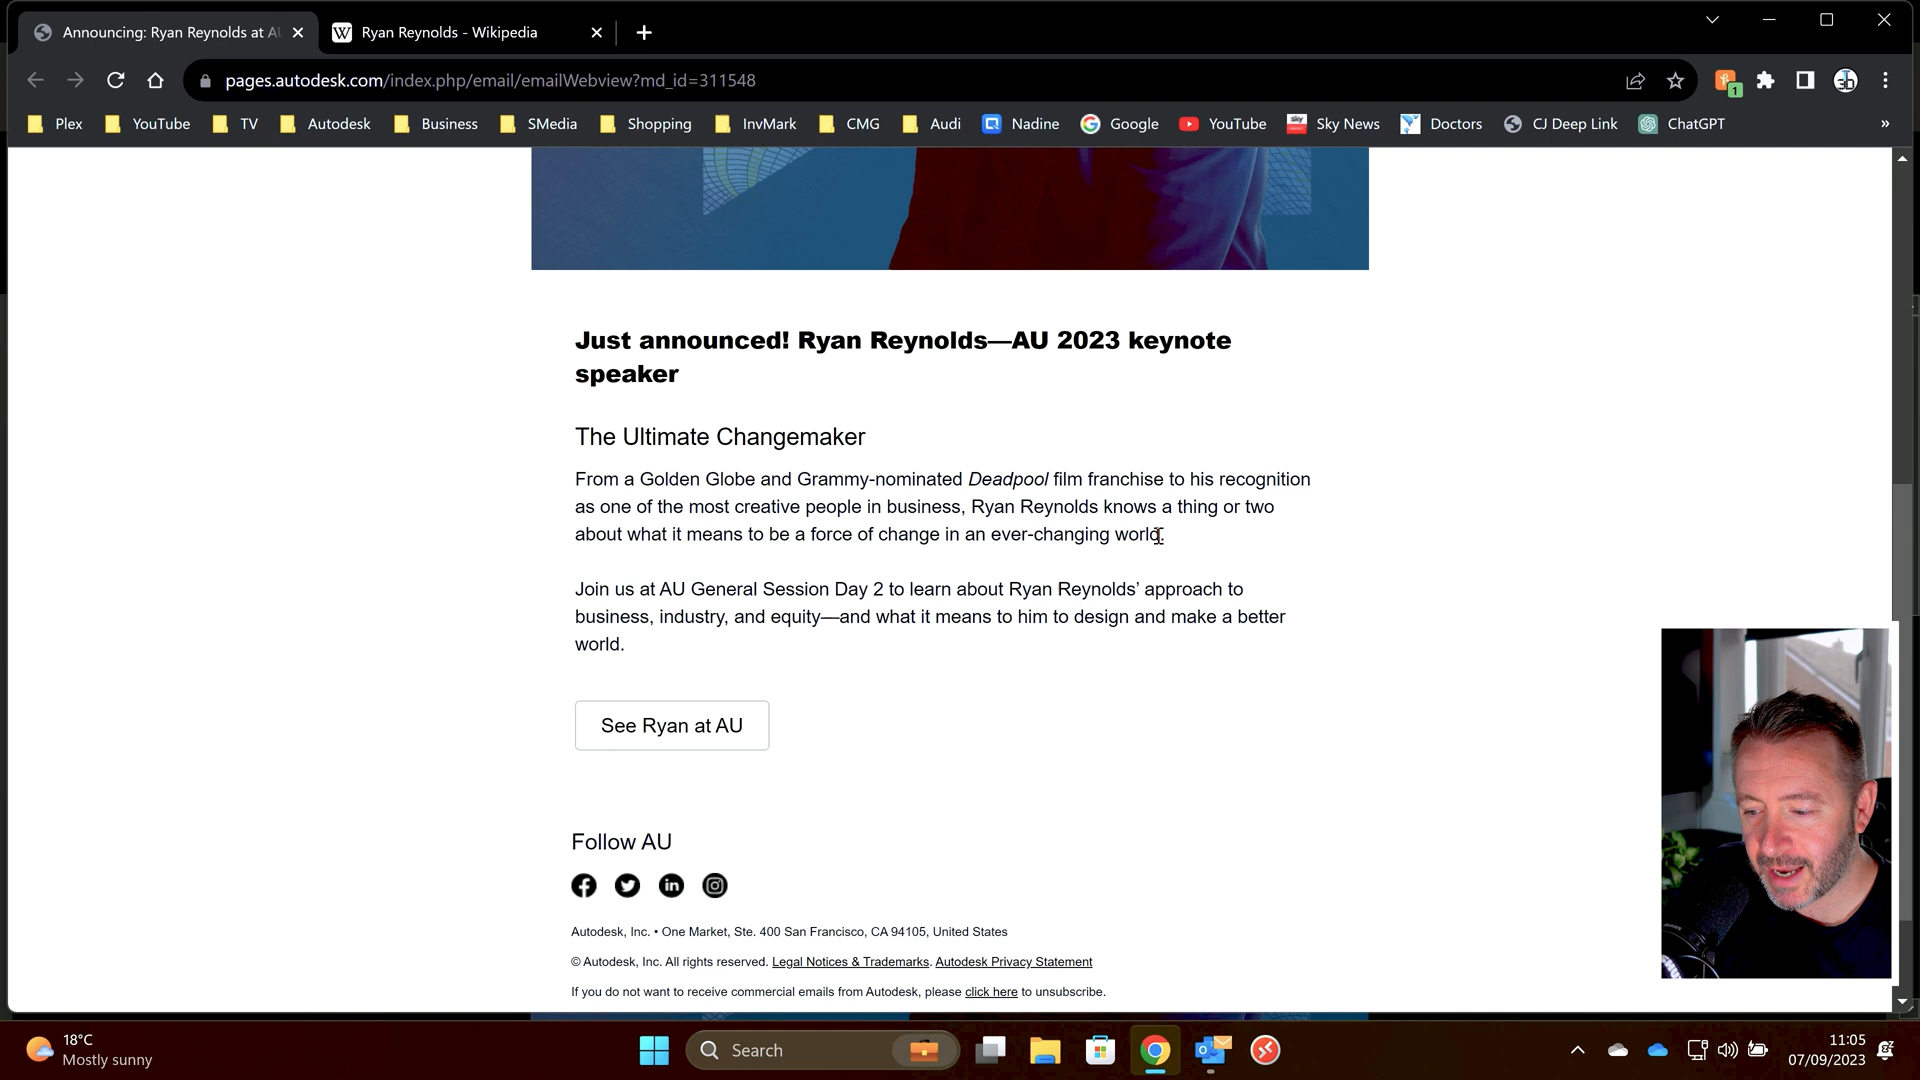 Announcing: Ryan Reynolds at AU
Ryan Reynolds - Wikipedia
pages.autodesk.com/index.php/email/emailWebview?md_id=311548
1
Plex YouTube TV Autodesk Business SMedia Shopping InvMark CMG Audi Nadine Google YouTube Sky News Doctors CJ Deep Link ChatGPT »
Just announced! Ryan Reynolds—AU 2023 keynote
speaker
The Ultimate Changemaker
From a Golden Globe and Grammy-nominated Deadpool film franchise to his recognition
as one of the most creative people in business, Ryan Reynolds knows a thing or two
about what it means to be a force of change in an ever-changing world.
Join us at AU General Session Day 2 to learn about Ryan Reynolds’ approach to
business, industry, and equity—and what it means to him to design and make a better
world.
See Ryan at AU
Follow AU
Autodesk, Inc. • One Market, Ste. 400 San Francisco, CA 94105, United States
© Autodesk, Inc. All rights reserved. Legal Notices & Trademarks. Autodesk Privacy Statement
If you do not want to receive commercial emails from Autodesk, please click here to unsubscribe.
18°C
Mostly sunny
Search
11:05
07/09/2023